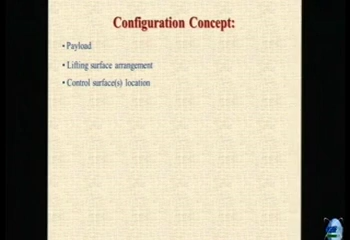 Configuration Concept:
• Payload
• Lifting surface arrangement
• Control surface(s) location